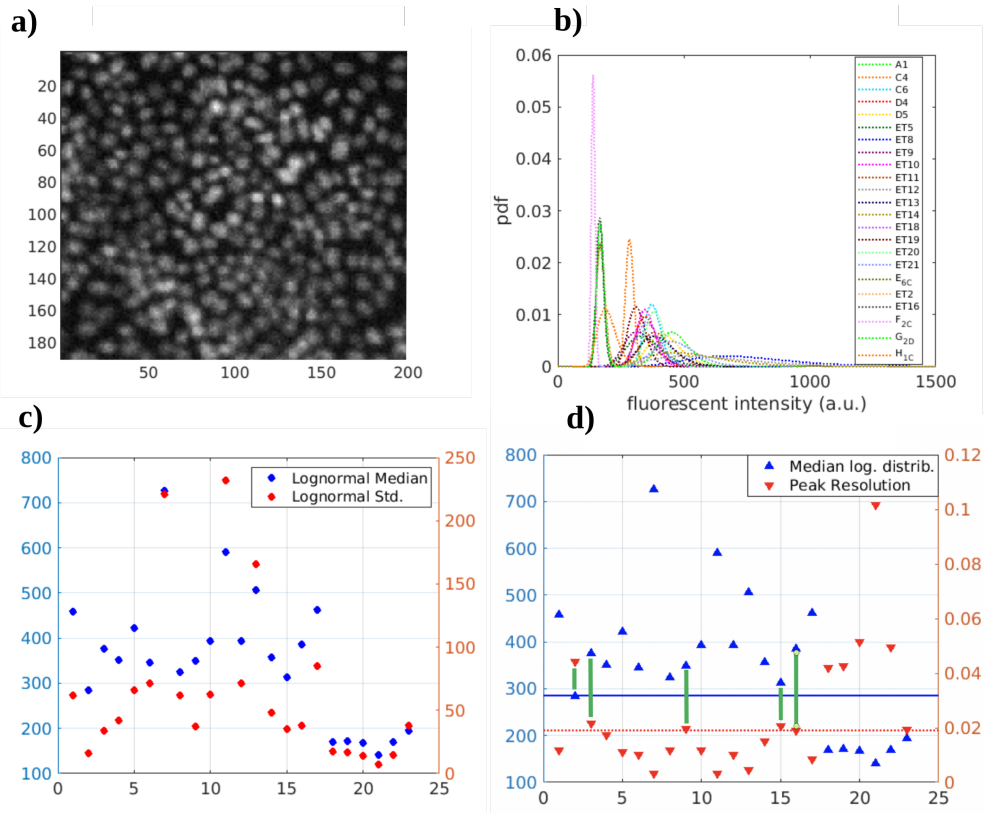 a)
20
40
60
80
100
120
140
160
180
50
100
150
200
b)
0.06
0.05
0.04
0.03
0.02
0.01
0
pdf
0
500
1000
1500
fluorescent intensity (a.u.)
A1
C4
C6
D4
D5
ET5
ET8
ET9
ET10
ET11
ET12
ET13
ET14
ET18
ET19
ET20
ET21
E6C
ET2
ET16
F2C
G2D
H1C
c)
800
700
600
500
400
300
200
100
250
200
150
100
50
0
Lognormal Median
Lognormal Std.
0
5
10
15
20
25
d)
800
700
600
500
400
300
200
100
0.12
0.1
0.08
0.06
0.04
0.02
0
Median log. distrib.
Peak Resolution
0
5
10
15
20
25